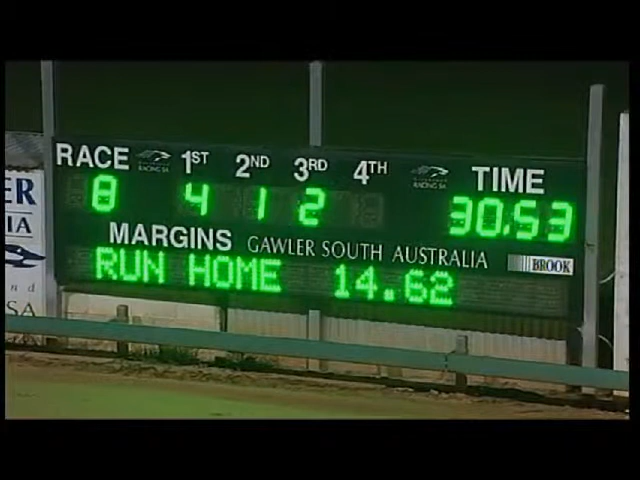 RACE 1ST 2ND 3RD 4TH TIME
8 4 1 2 30.53
MARGINS GAWLER SOUTH AUSTRALIA BROOK
RUN HOME 14.62
ER
IA
nd
SA